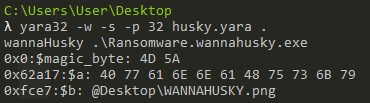 C:\Users\User\Desktop
λ yara32 -w -s -p 32 husky.yara .
wannaHusky .\Ransomware.wannahusky.exe
0x0:$magic_byte: 4D 5A
0x62a17:$a: 40 77 61 6E 6E 61 48 75 73 6B 79
0xfce7:$b: @Desktop\WANNAHUSKY.png